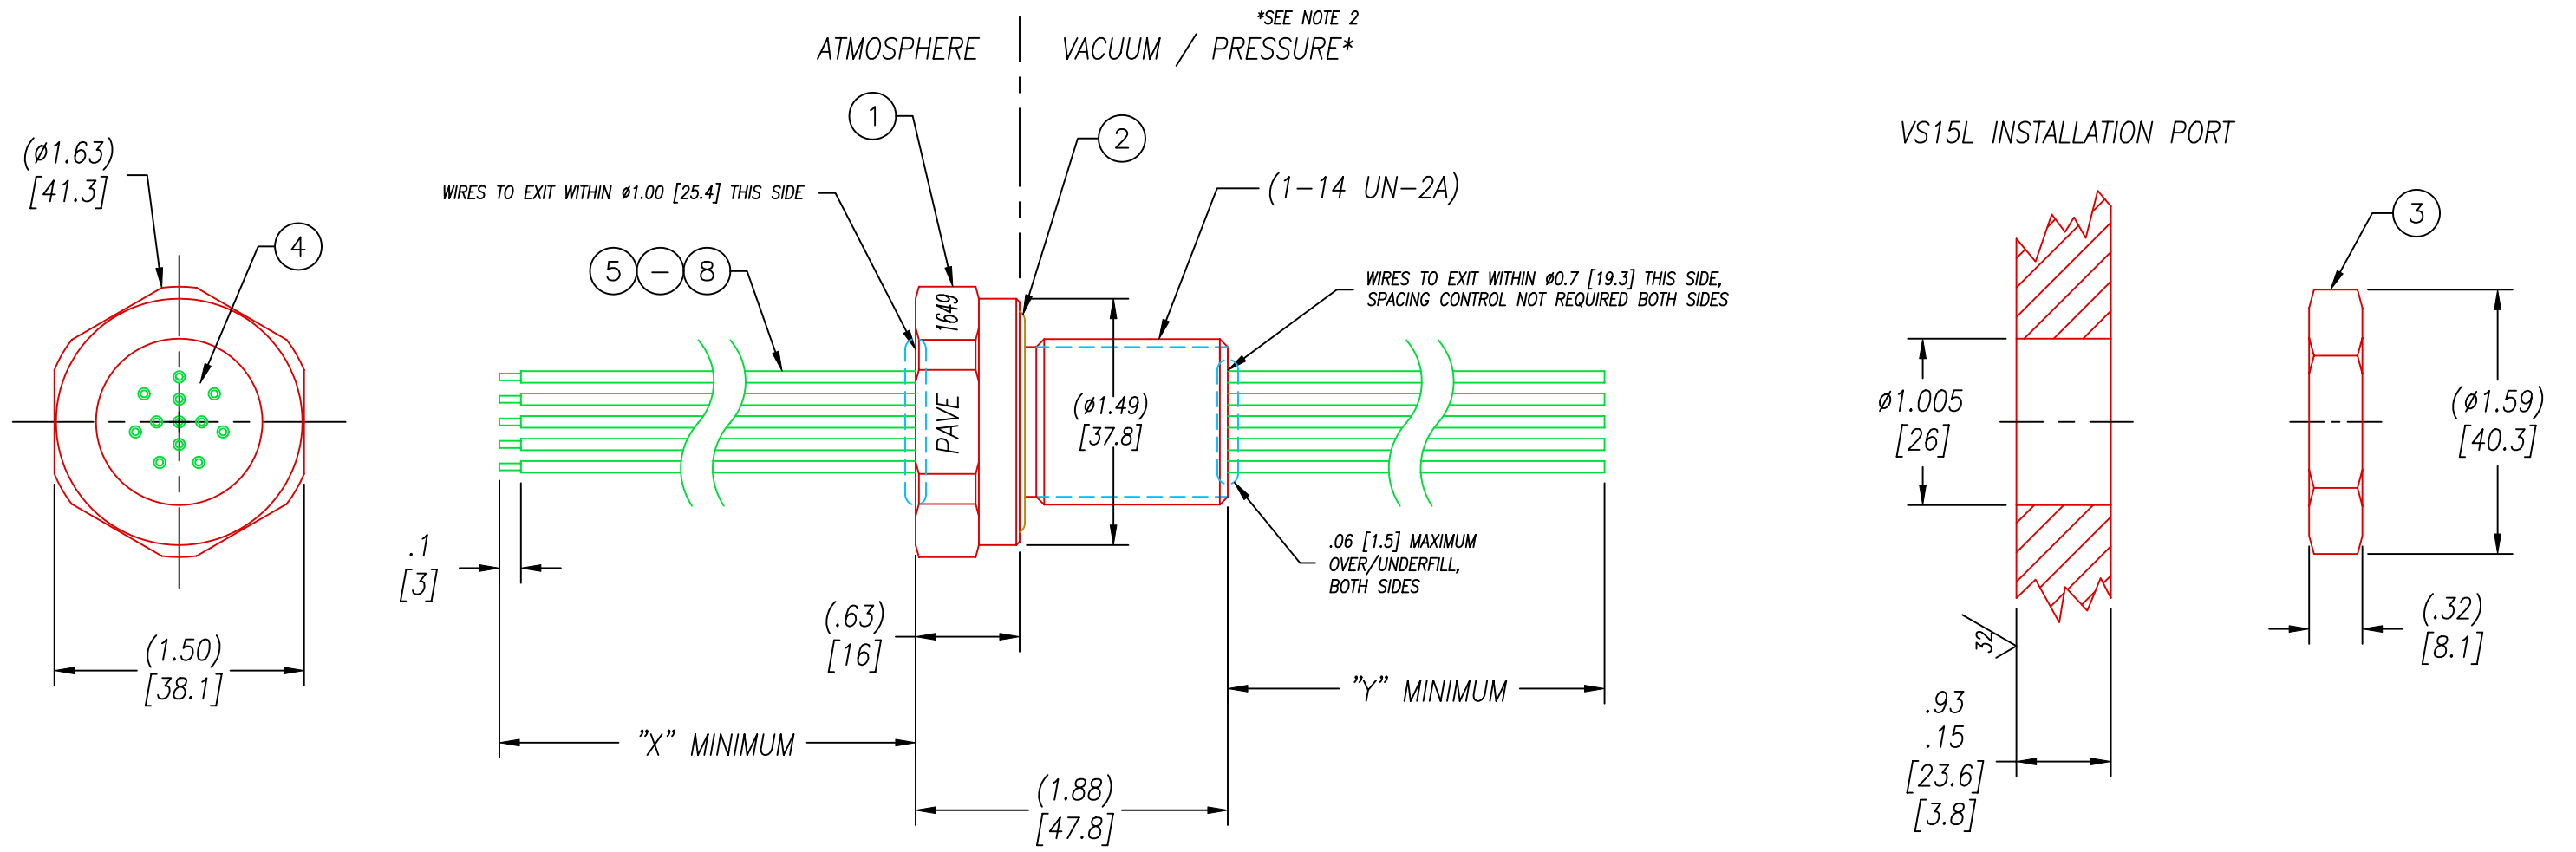 *SEE NOTE 2
ATMOSPHERE
VACUUM / PRESSURE*
1
2
VS15L INSTALLATION PORT
(ø1.63)
[41.3]
4
WIRES TO EXIT WITHIN ø1.00 [25.4] THIS SIDE
(1-14 UN-2A)
3
5 - 8
1649
PAVE
WIRES TO EXIT WITHIN ø0.7 [19.3] THIS SIDE,
SPACING CONTROL NOT REQUIRED BOTH SIDES
(ø1.49)
[37.8]
ø1.005
[26]
(ø1.59)
[40.3]
.1
[3]
.06 [1.5] MAXIMUM
OVER/UNDERFILL,
BOTH SIDES
(.63)
[16]
32
(.32)
[8.1]
(1.50)
[38.1]
"Y" MINIMUM
"X" MINIMUM
.93
.15
[23.6]
[3.8]
(1.88)
[47.8]